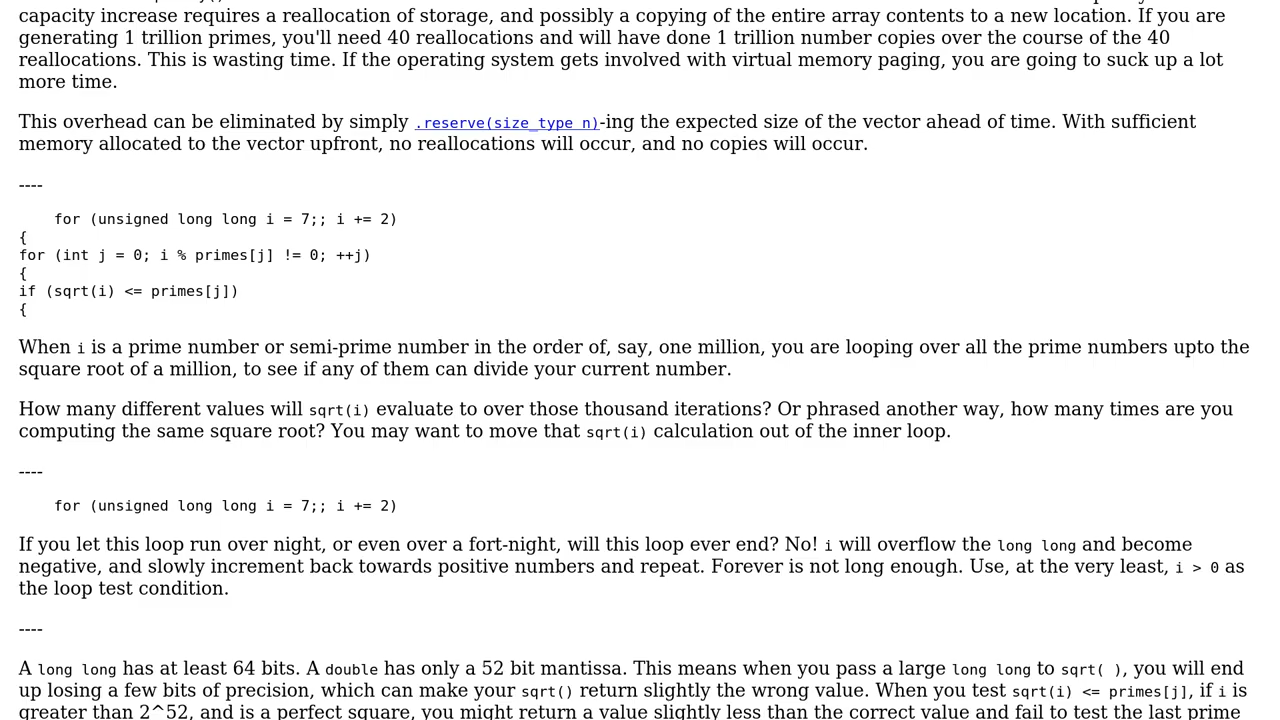 capacity increase requires a reallocation of storage, and possibly a copying of the entire array contents to a new location. If you are
generating 1 trillion primes, you'll need 40 reallocations and will have done 1 trillion number copies over the course of the 40
reallocations. This is wasting time. If the operating system gets involved with virtual memory paging, you are going to suck up a lot
more time.
This overhead can be eliminated by simply .reserve(size_type n)-ing the expected size of the vector ahead of time. With sufficient
memory allocated to the vector upfront, no reallocations will occur, and no copies will occur.
----
for (unsigned long long i = 7;; i += 2)
{
for (int j = 0; i % primes[j] != 0; ++j)
{
if (sqrt(i) <= primes[j])
{
When i is a prime number or semi-prime number in the order of, say, one million, you are looping over all the prime numbers upto the
square root of a million, to see if any of them can divide your current number.
How many different values will sqrt(i) evaluate to over those thousand iterations? Or phrased another way, how many times are you
computing the same square root? You may want to move that sqrt(i) calculation out of the inner loop.
----
for (unsigned long long i = 7;; i += 2)
If you let this loop run over night, or even over a fort-night, will this loop ever end? No! i will overflow the long long and become
negative, and slowly increment back towards positive numbers and repeat. Forever is not long enough. Use, at the very least, i > 0 as
the loop test condition.
----
A long long has at least 64 bits. A double has only a 52 bit mantissa. This means when you pass a large long long to sqrt( ), you will end
up losing a few bits of precision, which can make your sqrt() return slightly the wrong value. When you test sqrt(i) <= primes[j], if i is
greater than 2^52, and is a perfect square, you might return a value slightly less than the correct value and fail to test the last prime